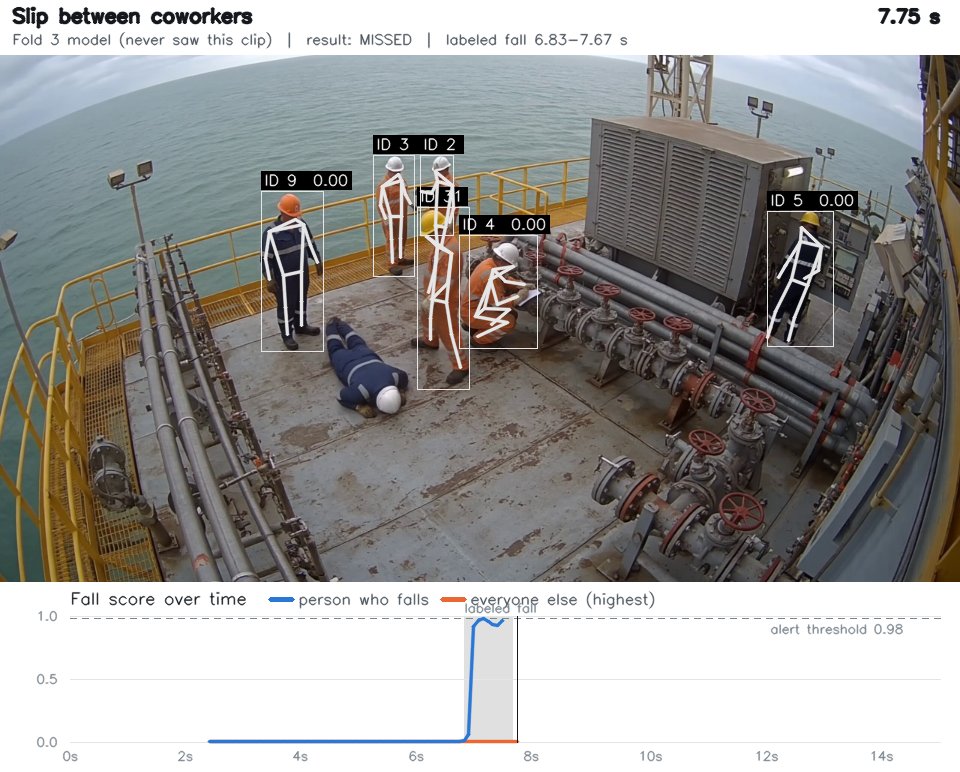 Slip between coworkers
7.75 s
Fold 3 model (never saw this clip) | result: MISSED | labeled fall 6.83–7.67 s
ID 3
ID 2
ID 9 0.00
ID 31
ID 4 0.00
ID 5 0.00
Fall score over time
person who falls
everyone else (highest)
labeled fall
1.0
alert threshold 0.98
0.5
0.0
0s
2s
4s
6s
8s
10s
12s
14s